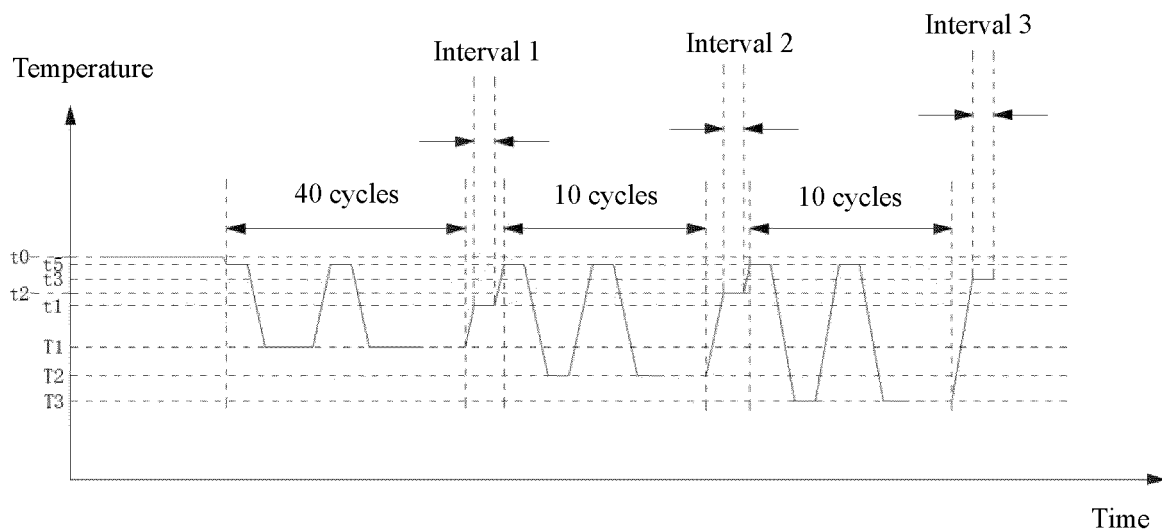 Interval 1
Interval 2
Interval 3
Temperature
40 cycles
10 cycles
10 cycles
t0
t5
t3
t2
t1
T1
T2
T3
Time